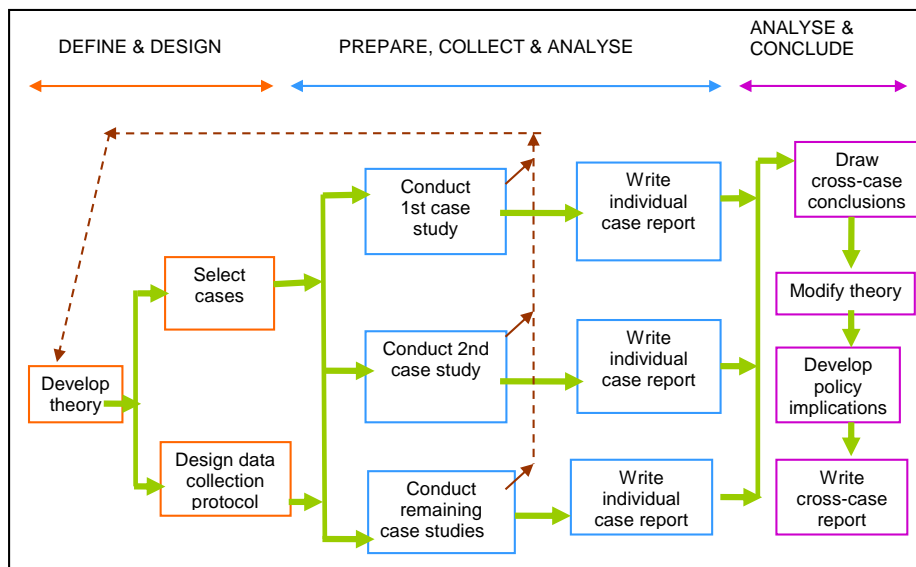 DEFINE & DESIGN
PREPARE, COLLECT & ANALYSE
ANALYSE &
CONCLUDE
Develop
theory
Select
cases
Design data
collection
protocol
Conduct
1st case
study
Conduct 2nd
case study
Conduct
remaining
case studies
Write
individual
case report
Write
individual
case report
Write
individual
case report
Draw
cross-case
conclusions
Modify theory
Develop
policy
implications
Write
cross-case
report